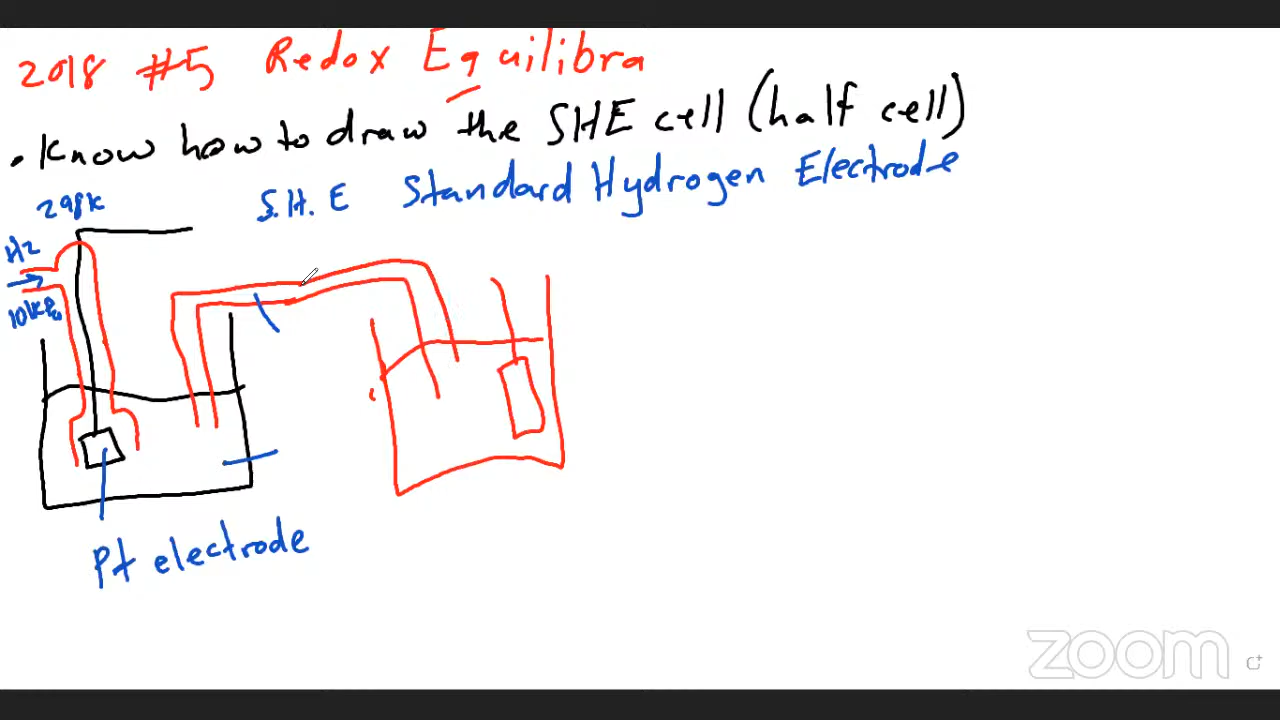 2018 #5 Redox Equilibra
• Know how to draw the SHE cell (half cell)
S.H.E Standard Hydrogen Electrode
298K
H2
101KPa
Pt electrode
zoom